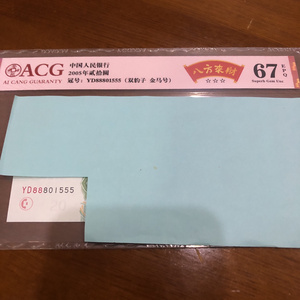 ACG
AI CANG GUARANTY
中国人民银行
2005年贰拾圆
冠号：YD88801555（双豹子 金马号）
八方来财
67
EPQ
Superb Gem Unc
YD88801555